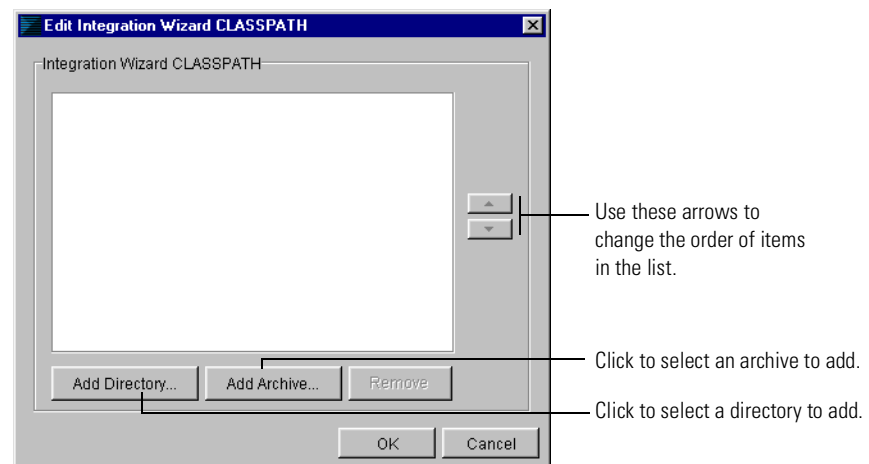 Edit Integration Wizard CLASSPATH
Integration Wizard CLASSPATH
Use these arrows to
change the order of items
in the list.
Click to select an archive to add.
Add Directory...
Add Archive...
Remove
Click to select a directory to add.
OK
Cancel